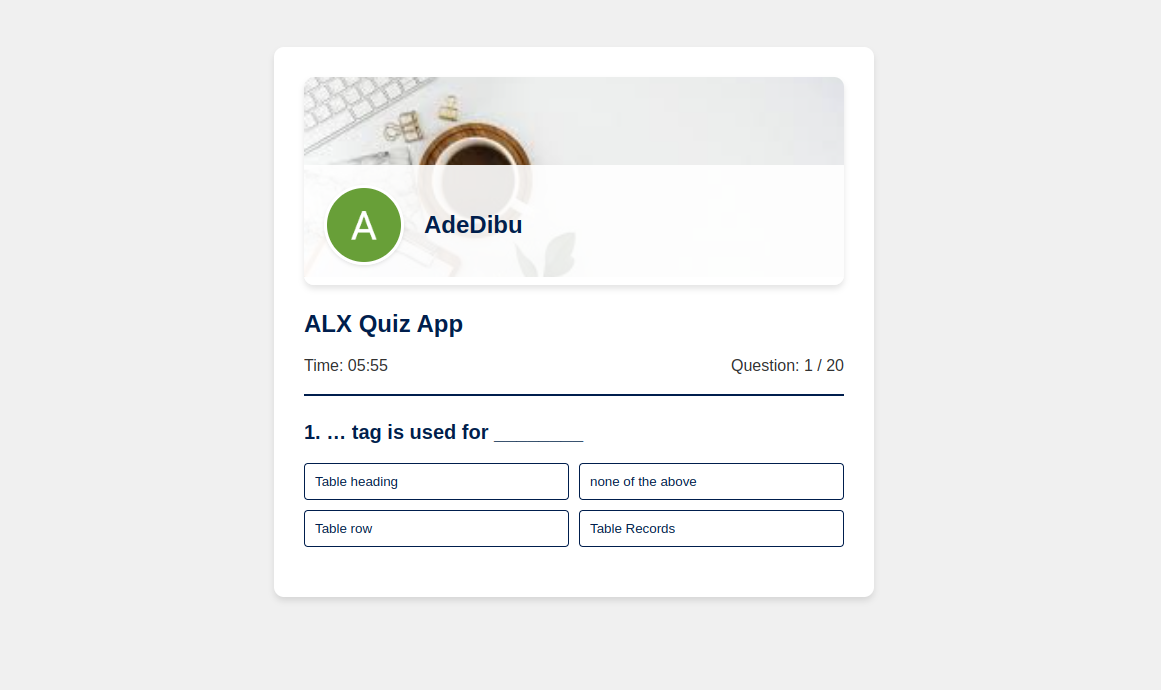 A
AdeDibu
ALX Quiz App
Time: 05:55
Question: 1 / 20
1. … tag is used for ________
Table heading
none of the above
Table row
Table Records